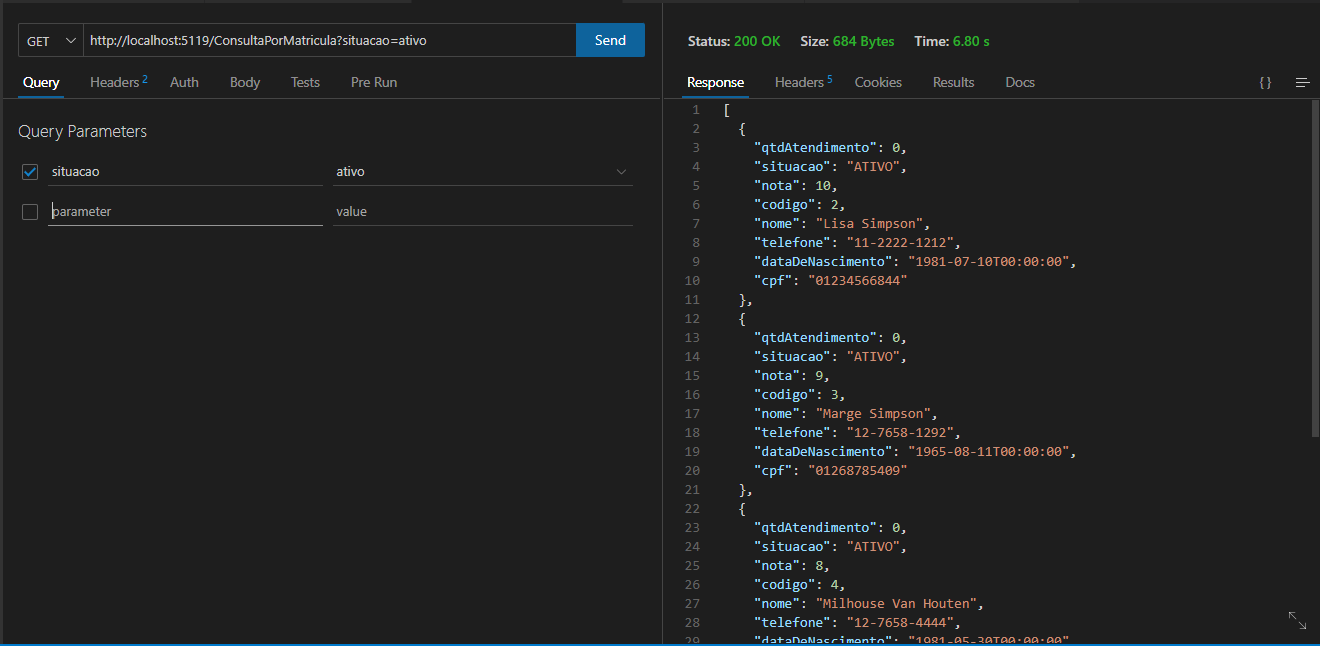 GET http://localhost:5119/ConsultaPorMatricula?situacao=ativo Send
Query Headers 2 Auth Body Tests Pre Run
Query Parameters
situacao ativo
parameter value
Status: 200 OK Size: 684 Bytes Time: 6.80 s
Response Headers 5 Cookies Results Docs { }
1 [
2 {
3 "qtdAtendimento": 0,
4 "situacao": "ATIVO",
5 "nota": 10,
6 "codigo": 2,
7 "nome": "Lisa Simpson",
8 "telefone": "11-2222-1212",
9 "dataDeNascimento": "1981-07-10T00:00:00",
10 "cpf": "01234566844"
11 },
12 {
13 "qtdAtendimento": 0,
14 "situacao": "ATIVO",
15 "nota": 9,
16 "codigo": 3,
17 "nome": "Marge Simpson",
18 "telefone": "12-7658-1292",
19 "dataDeNascimento": "1965-08-11T00:00:00",
20 "cpf": "01268785409"
21 },
22 {
23 "qtdAtendimento": 0,
24 "situacao": "ATIVO",
25 "nota": 8,
26 "codigo": 4,
27 "nome": "Milhouse Van Houten",
28 "telefone": "12-7658-4444",
29 "dataDeNascimento": "1981-05-30T00:00:00"